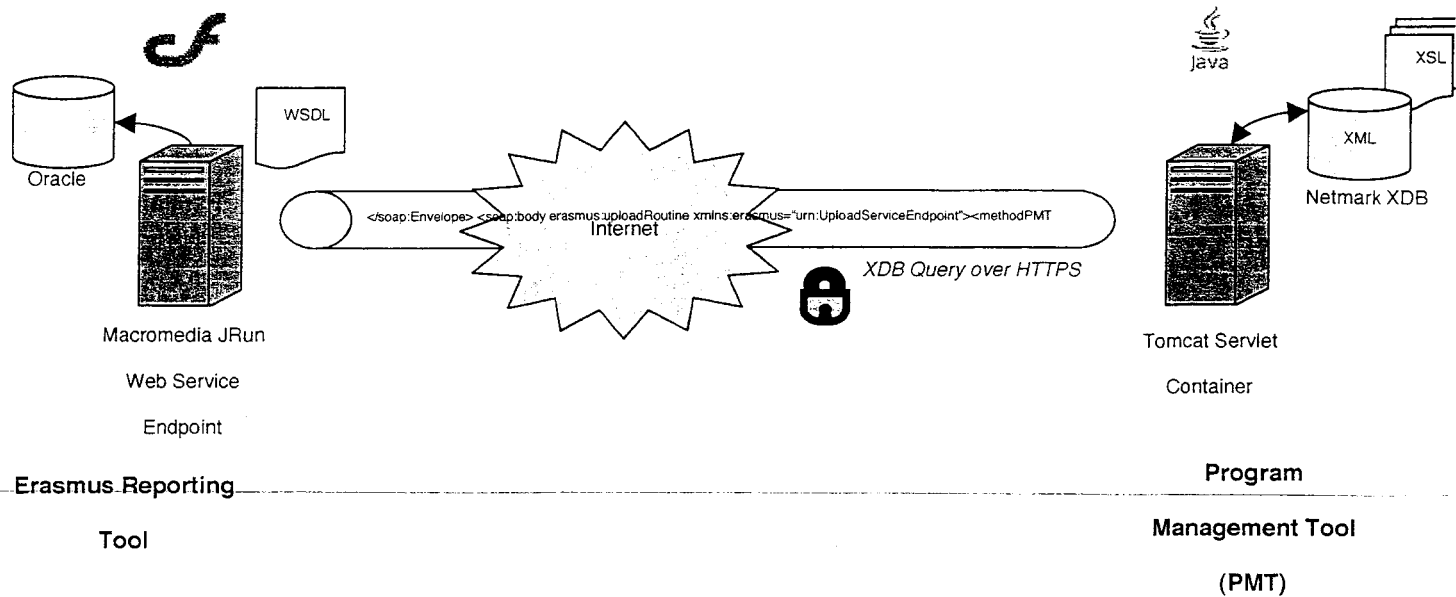 cf
Java
XSL
WSDL
XML
Oracle
Netmark XDB
</soap:Envelope> <soap:body erasmus:uploadRoutine xmlns:erasmus="urn:UploadServiceEndpoint"><methodPMT
Internet
XDB Query over HTTPS
Macromedia JRun
Web Service
Endpoint
Tomcat Servlet
Container
Erasmus Reporting
Tool
Program
Management Tool
(PMT)